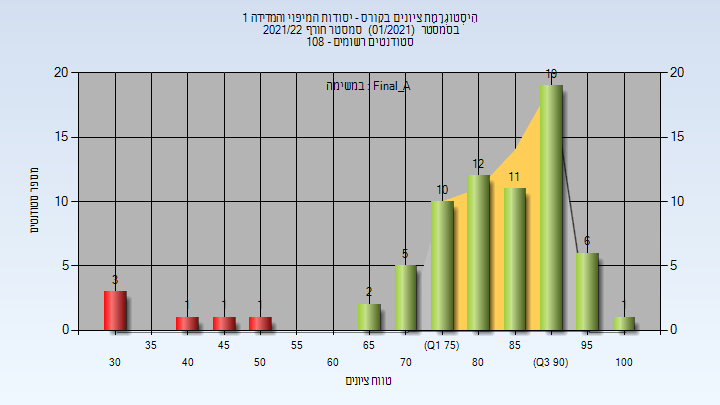 היסטוגרמת ציונים בקורס - יסודות המיפוי והמדידה 1
בסמסטר (01/2021) סמסטר חורף 2021/22
סטודנטים רשומים - 108
במשימה : Final_A
מספר סטודנטים
20
15
10
5
0
20
15
10
5
0
3
1
1
1
2
5
10
12
11
19
6
1
35 45 55 65 (Q1 75) 85 95
30 40 50 60 70 80 (Q3 90) 100
טווח ציונים